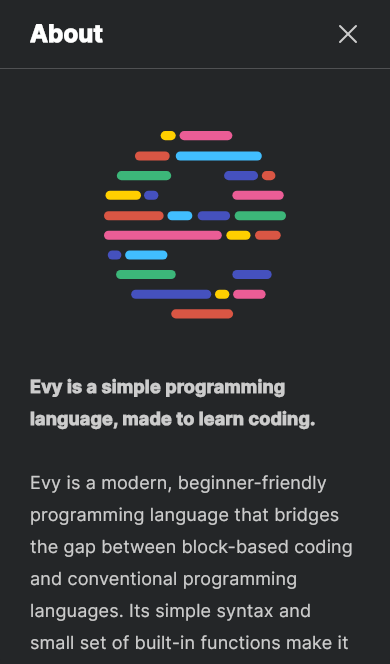 About
Evy is a simple programming
language, made to learn coding.
Evy is a modern, beginner-friendly
programming language that bridges
the gap between block-based coding
and conventional programming
languages. Its simple syntax and
small set of built-in functions make it